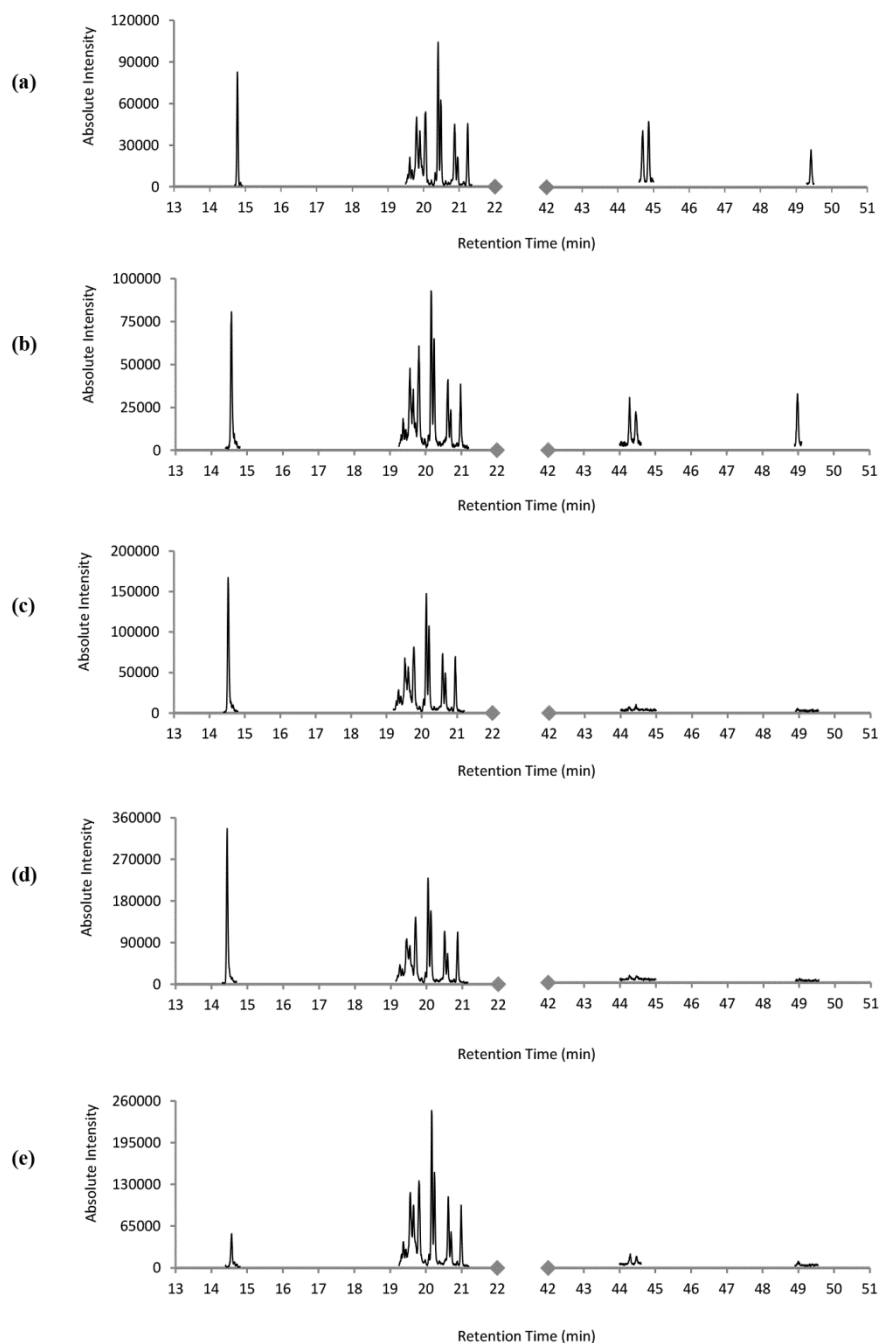 (a)
Absolute Intensity
120000
90000
60000
30000
0
13 14 15 16 17 18 19 20 21 22 42 43 44 45 46 47 48 49 50 51
Retention Time (min)
(b)
Absolute Intensity
100000
75000
50000
25000
0
13 14 15 16 17 18 19 20 21 22 42 43 44 45 46 47 48 49 50 51
Retention Time (min)
(c)
Absolute Intensity
200000
150000
100000
50000
0
13 14 15 16 17 18 19 20 21 22 42 43 44 45 46 47 48 49 50 51
Retention Time (min)
(d)
Absolute Intensity
360000
270000
180000
90000
0
13 14 15 16 17 18 19 20 21 22 42 43 44 45 46 47 48 49 50 51
Retention Time (min)
(e)
Absolute Intensity
260000
195000
130000
65000
0
13 14 15 16 17 18 19 20 21 22 42 43 44 45 46 47 48 49 50 51
Retention Time (min)